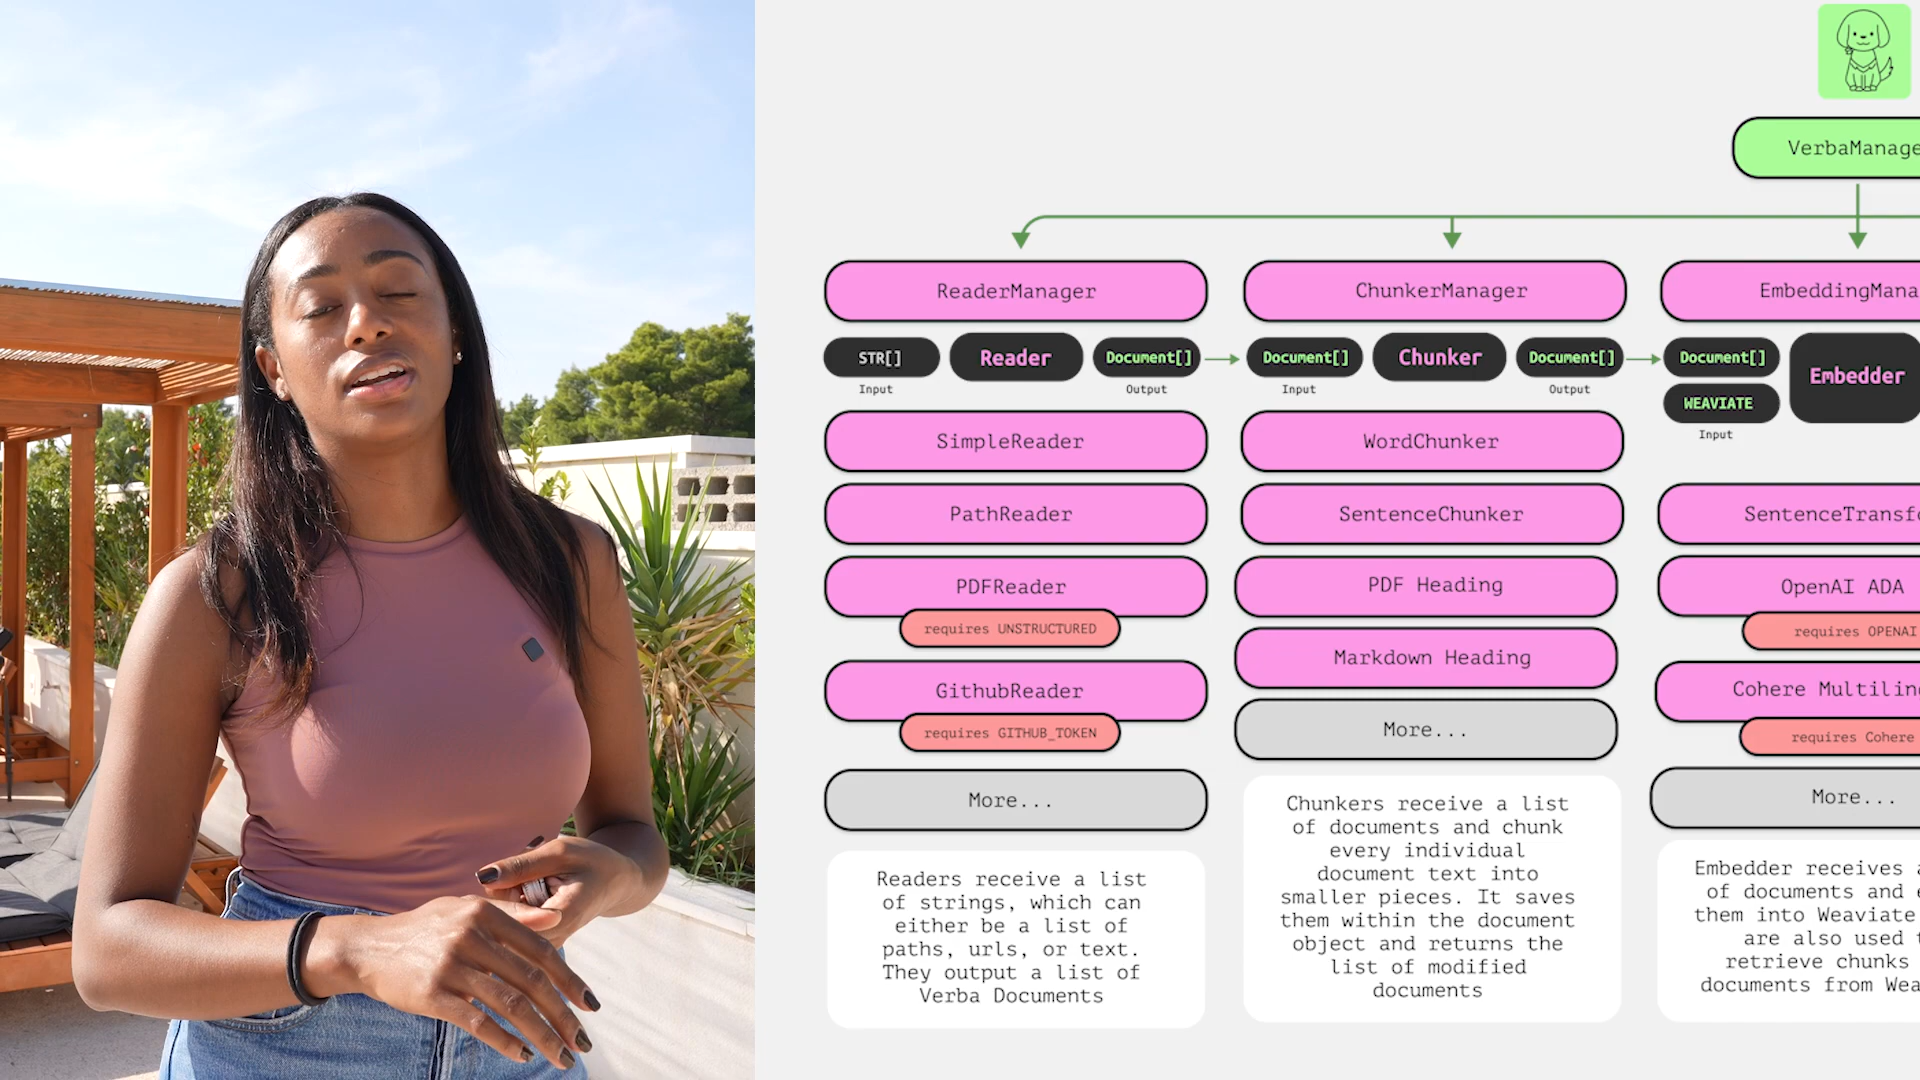 VerbaManage
ReaderManager
STR[]
Reader
Document[]
Input
Output
SimpleReader
PathReader
PDFReader
requires UNSTRUCTURED
GithubReader
requires GITHUB_TOKEN
More...
Readers receive a list
of strings, which can
either be a list of
paths, urls, or text.
They output a list of
Verba Documents
ChunkerManager
Document[]
Chunker
Document[]
Input
Output
WordChunker
SentenceChunker
PDF Heading
Markdown Heading
More...
Chunkers receive a list
of documents and chunk
every individual
document text into
smaller pieces. It saves
them within the document
object and returns the
list of modified
documents
EmbeddingMana
Document[]
WEAVIATE
Embedder
Input
SentenceTransfo
OpenAI ADA
requires OPENAI
Cohere Multiling
requires Cohere
More...
Embedder receives a
of documents and e
them into Weaviate
are also used t
retrieve chunks
documents from Wea